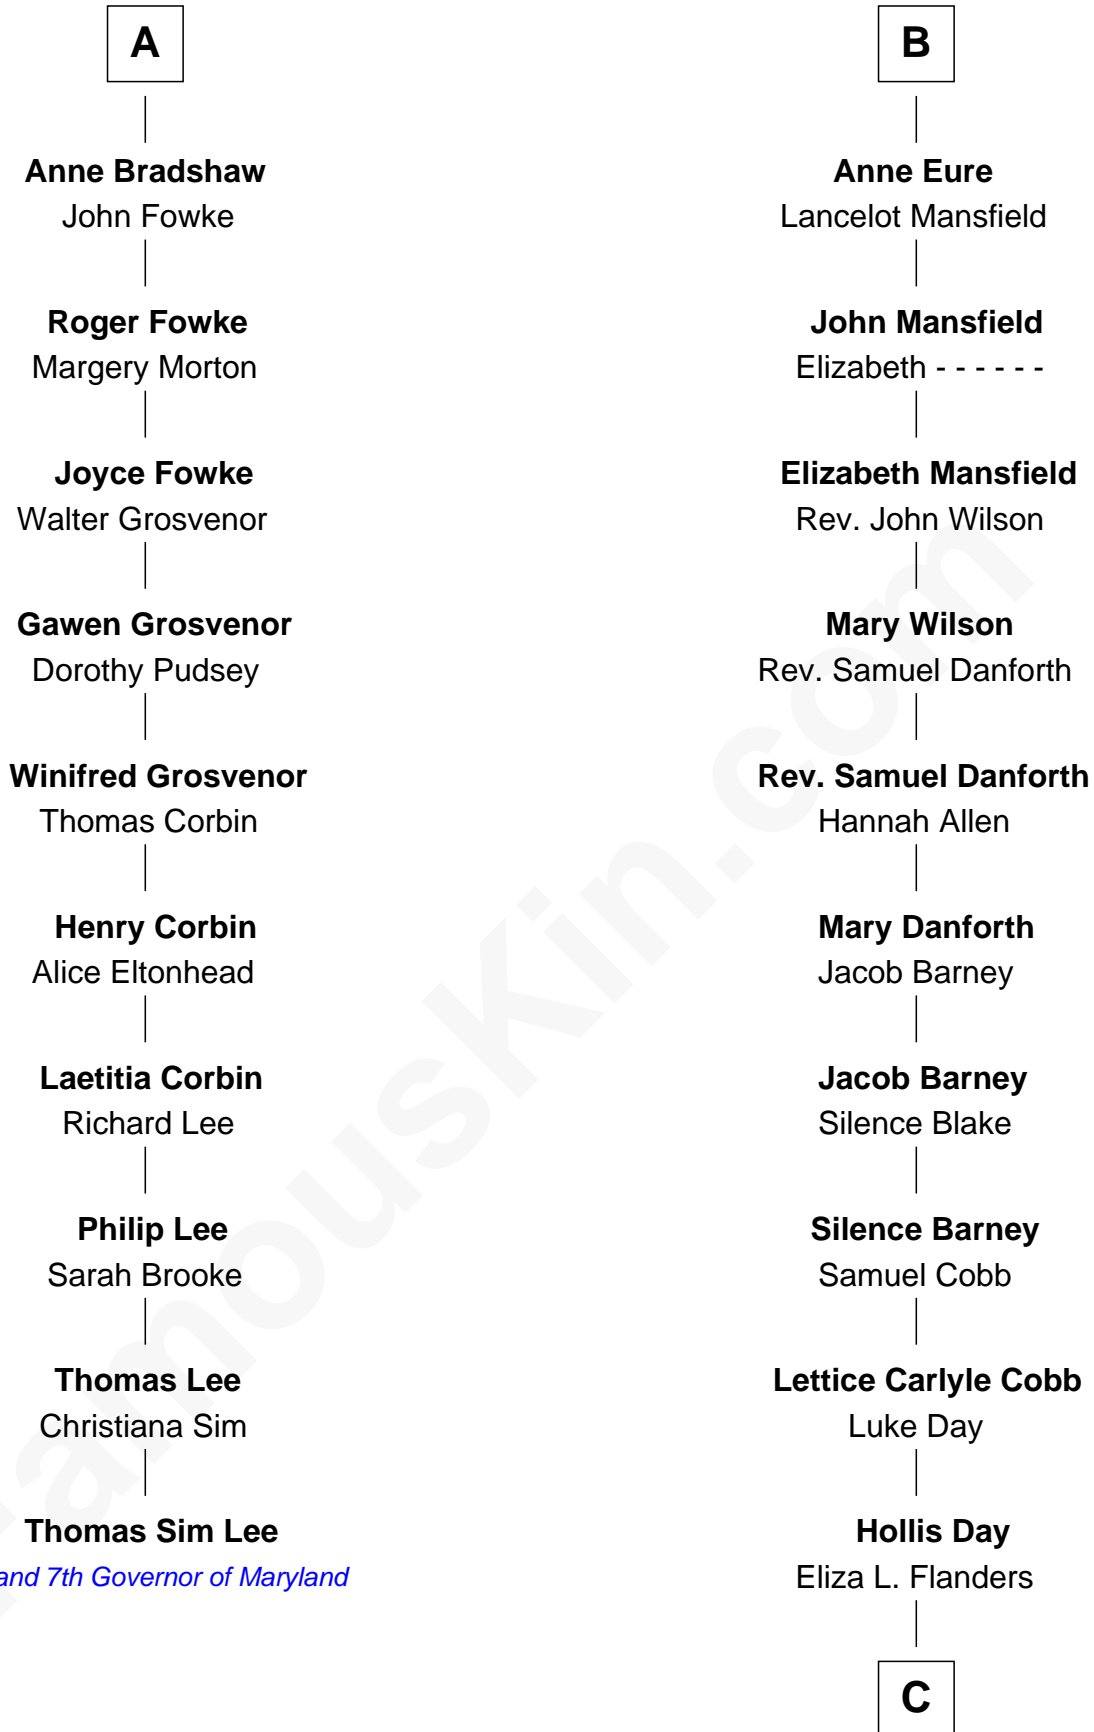 A
Anne Bradshaw
John Fowke
Roger Fowke
Margery Morton
Joyce Fowke
Walter Grosvenor
Gawen Grosvenor
Dorothy Pudsey
Winifred Grosvenor
Thomas Corbin
Henry Corbin
Alice Eltonhead
Laetitia Corbin
Richard Lee
Philip Lee
Sarah Brooke
Thomas Lee
Christiana Sim
Thomas Sim Lee
and 7th Governor of Maryland
B
Anne Eure
Lancelot Mansfield
John Mansfield
Elizabeth - - - - - -
Elizabeth Mansfield
Rev. John Wilson
Mary Wilson
Rev. Samuel Danforth
Rev. Samuel Danforth
Hannah Allen
Mary Danforth
Jacob Barney
Jacob Barney
Silence Blake
Silence Barney
Samuel Cobb
Lettice Carlyle Cobb
Luke Day
Hollis Day
Eliza L. Flanders
C
FamousKin.com